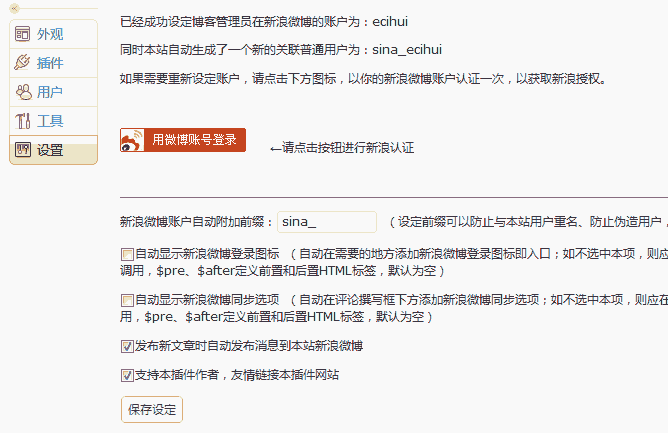 外观
插件
用户
工具
设置
已经成功设定博客管理员在新浪微博的账户为：ecihui
同时本站自动生成了一个新的关联普通用户为：sina_ecihui
如果需要重新设定账户，请点击下方图标，以你的新浪微博账户认证一次，以获取新浪授权。
用微博账号登录 ←请点击按钮进行新浪认证
新浪微博账户自动附加前缀：sina_ （设定前缀可以防止与本站用户重名、防止伪造用户，
自动显示新浪微博登录图标 （自动在需要的地方添加新浪微博登录图标即入口；如不选中本项，则应
调用，$pre、$after定义前置和后置HTML标签，默认为空）
自动显示新浪微博同步选项 （自动在评论撰写框下方添加新浪微博同步选项；如不选中本项，则应在
用，$pre、$after定义前置和后置HTML标签，默认为空）
发布新文章时自动发布消息到本站新浪微博
支持本插件作者，友情链接本插件网站
保存设定